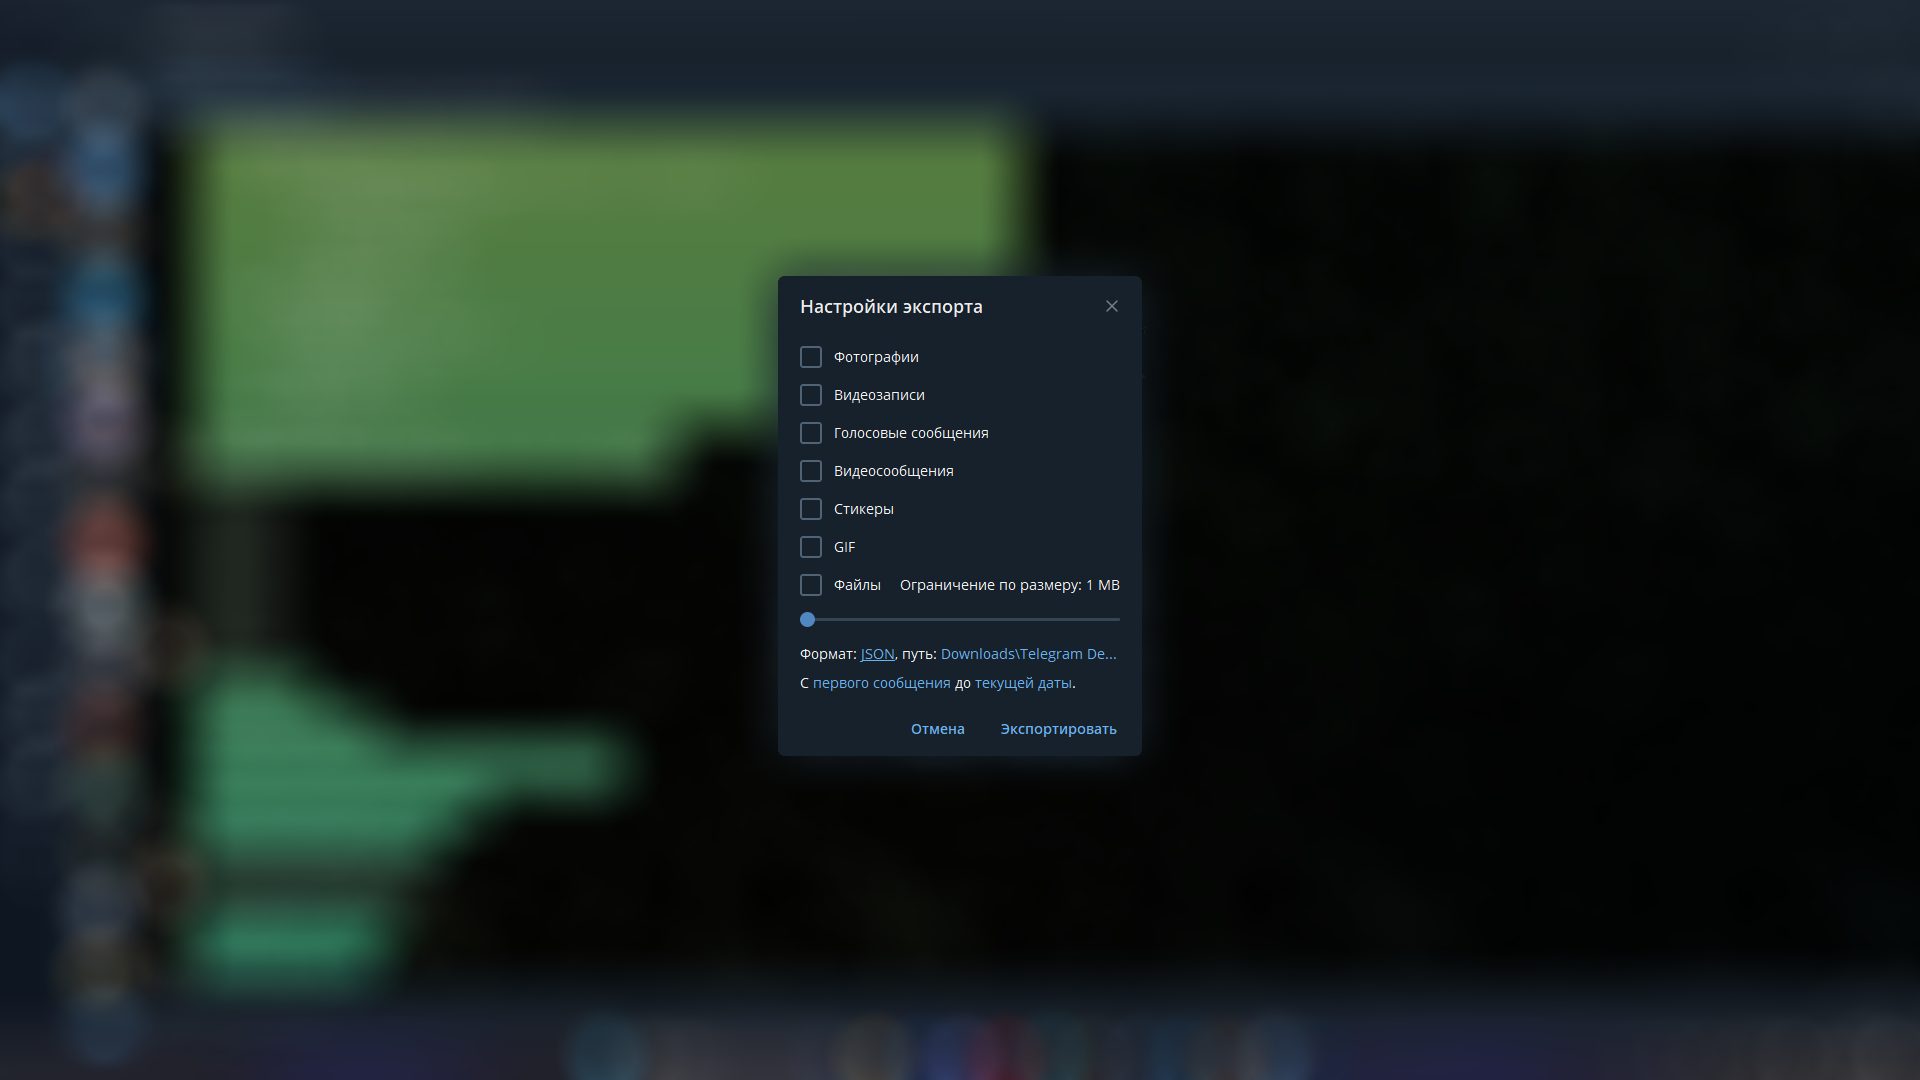 Настройки экспорта
Фотографии
Видеозаписи
Голосовые сообщения
Видеосообщения
Стикеры
GIF
Файлы Ограничение по размеру: 1 MB
Формат: JSON, путь: Downloads\Telegram De...
С первого сообщения до текущей даты.
Отмена Экспортировать